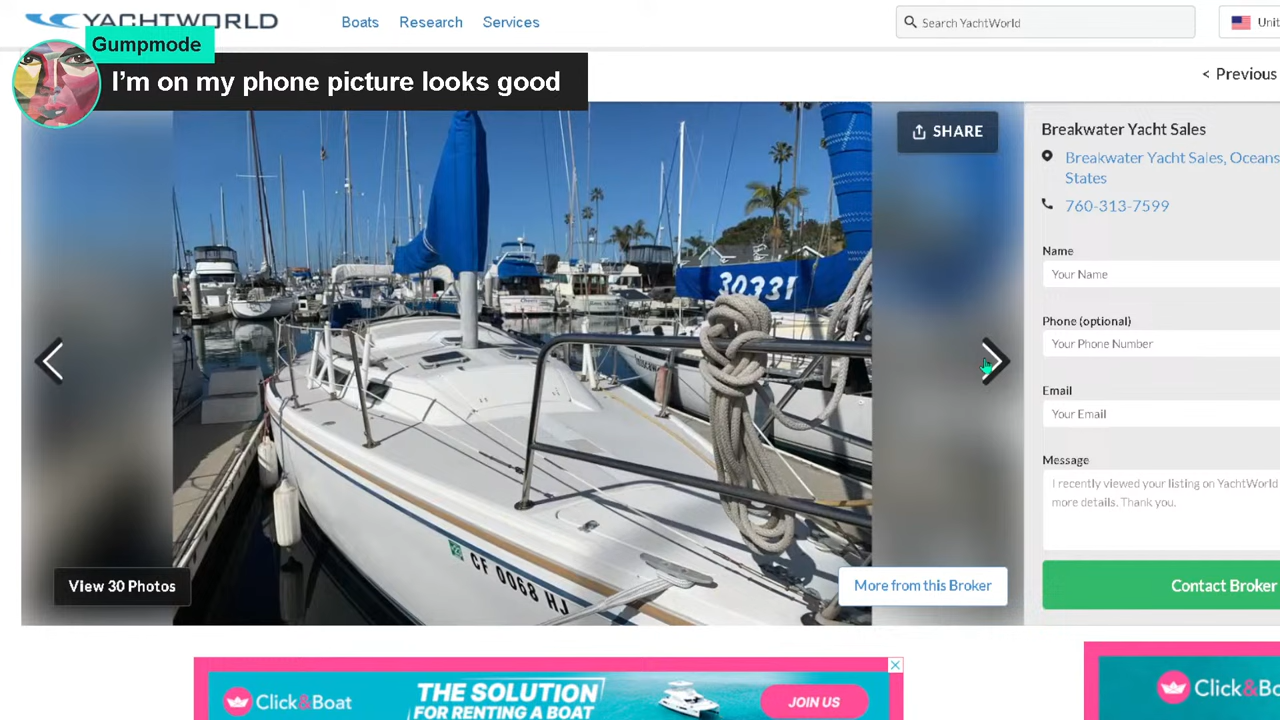 YACHTWORLD
Boats
Research
Services
Search YachtWorld
Unit
Gumpmode
I'm on my phone picture looks good
< Previous
SHARE
Breakwater Yacht Sales
Breakwater Yacht Sales, Oceans
States
760-313-7599
Name
Your Name
30331
Phone (optional)
Your Phone Number
Email
Your Email
Message
I recently viewed your listing on YachtWorld
more details. Thank you.
CF 0068 HJ
View 30 Photos
More from this Broker
Contact Broker
Click&Boat
THE SOLUTION
FOR RENTING A BOAT
JOIN US
Click&Bo